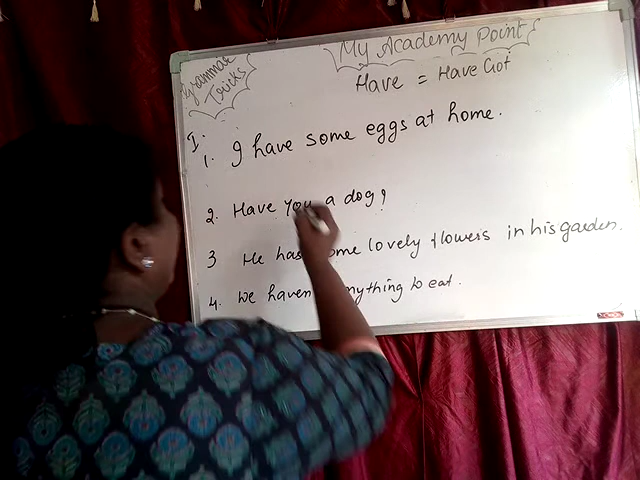 My Academy Point
Grammar
Tricks
Have = Have Got
I.
1. I have some eggs at home.
2. Have you a dog?
3 He has some lovely flowers in his garden.
4. We haven anything to eat.